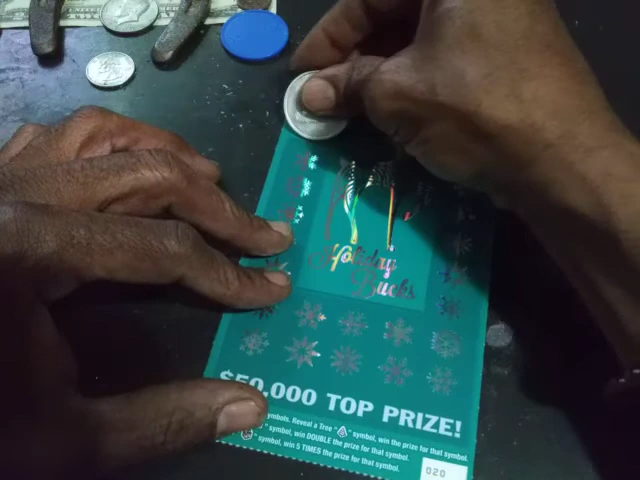 Holiday
Bucks
$50,000 TOP PRIZE!
ymbols. Reveal a Tree " " symbol, win the prize for that symbol.
" symbol, win DOUBLE the prize for that symbol.
" symbol, win 5 TIMES the prize for that symbol.
020